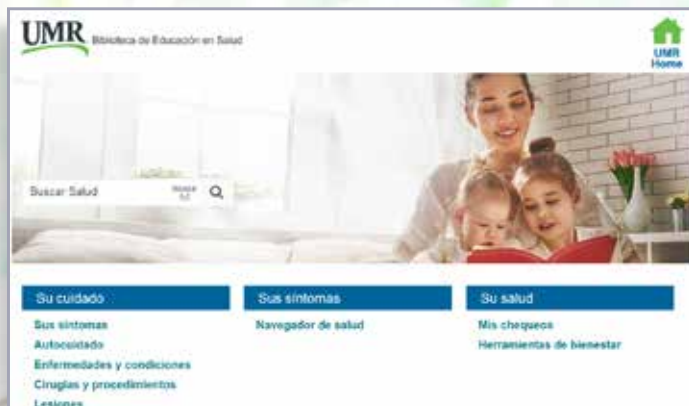 UMR Biblioteca de Educación en Salud
UMR
Home
Buscar Salud
Su cuidado
Sus síntomas
Autocuidado
Enfermedades y condiciones
Cirugías y procedimientos
Lesiones
Sus síntomas
Navegador de salud
Su salud
Mis chequeos
Herramientas de bienestar